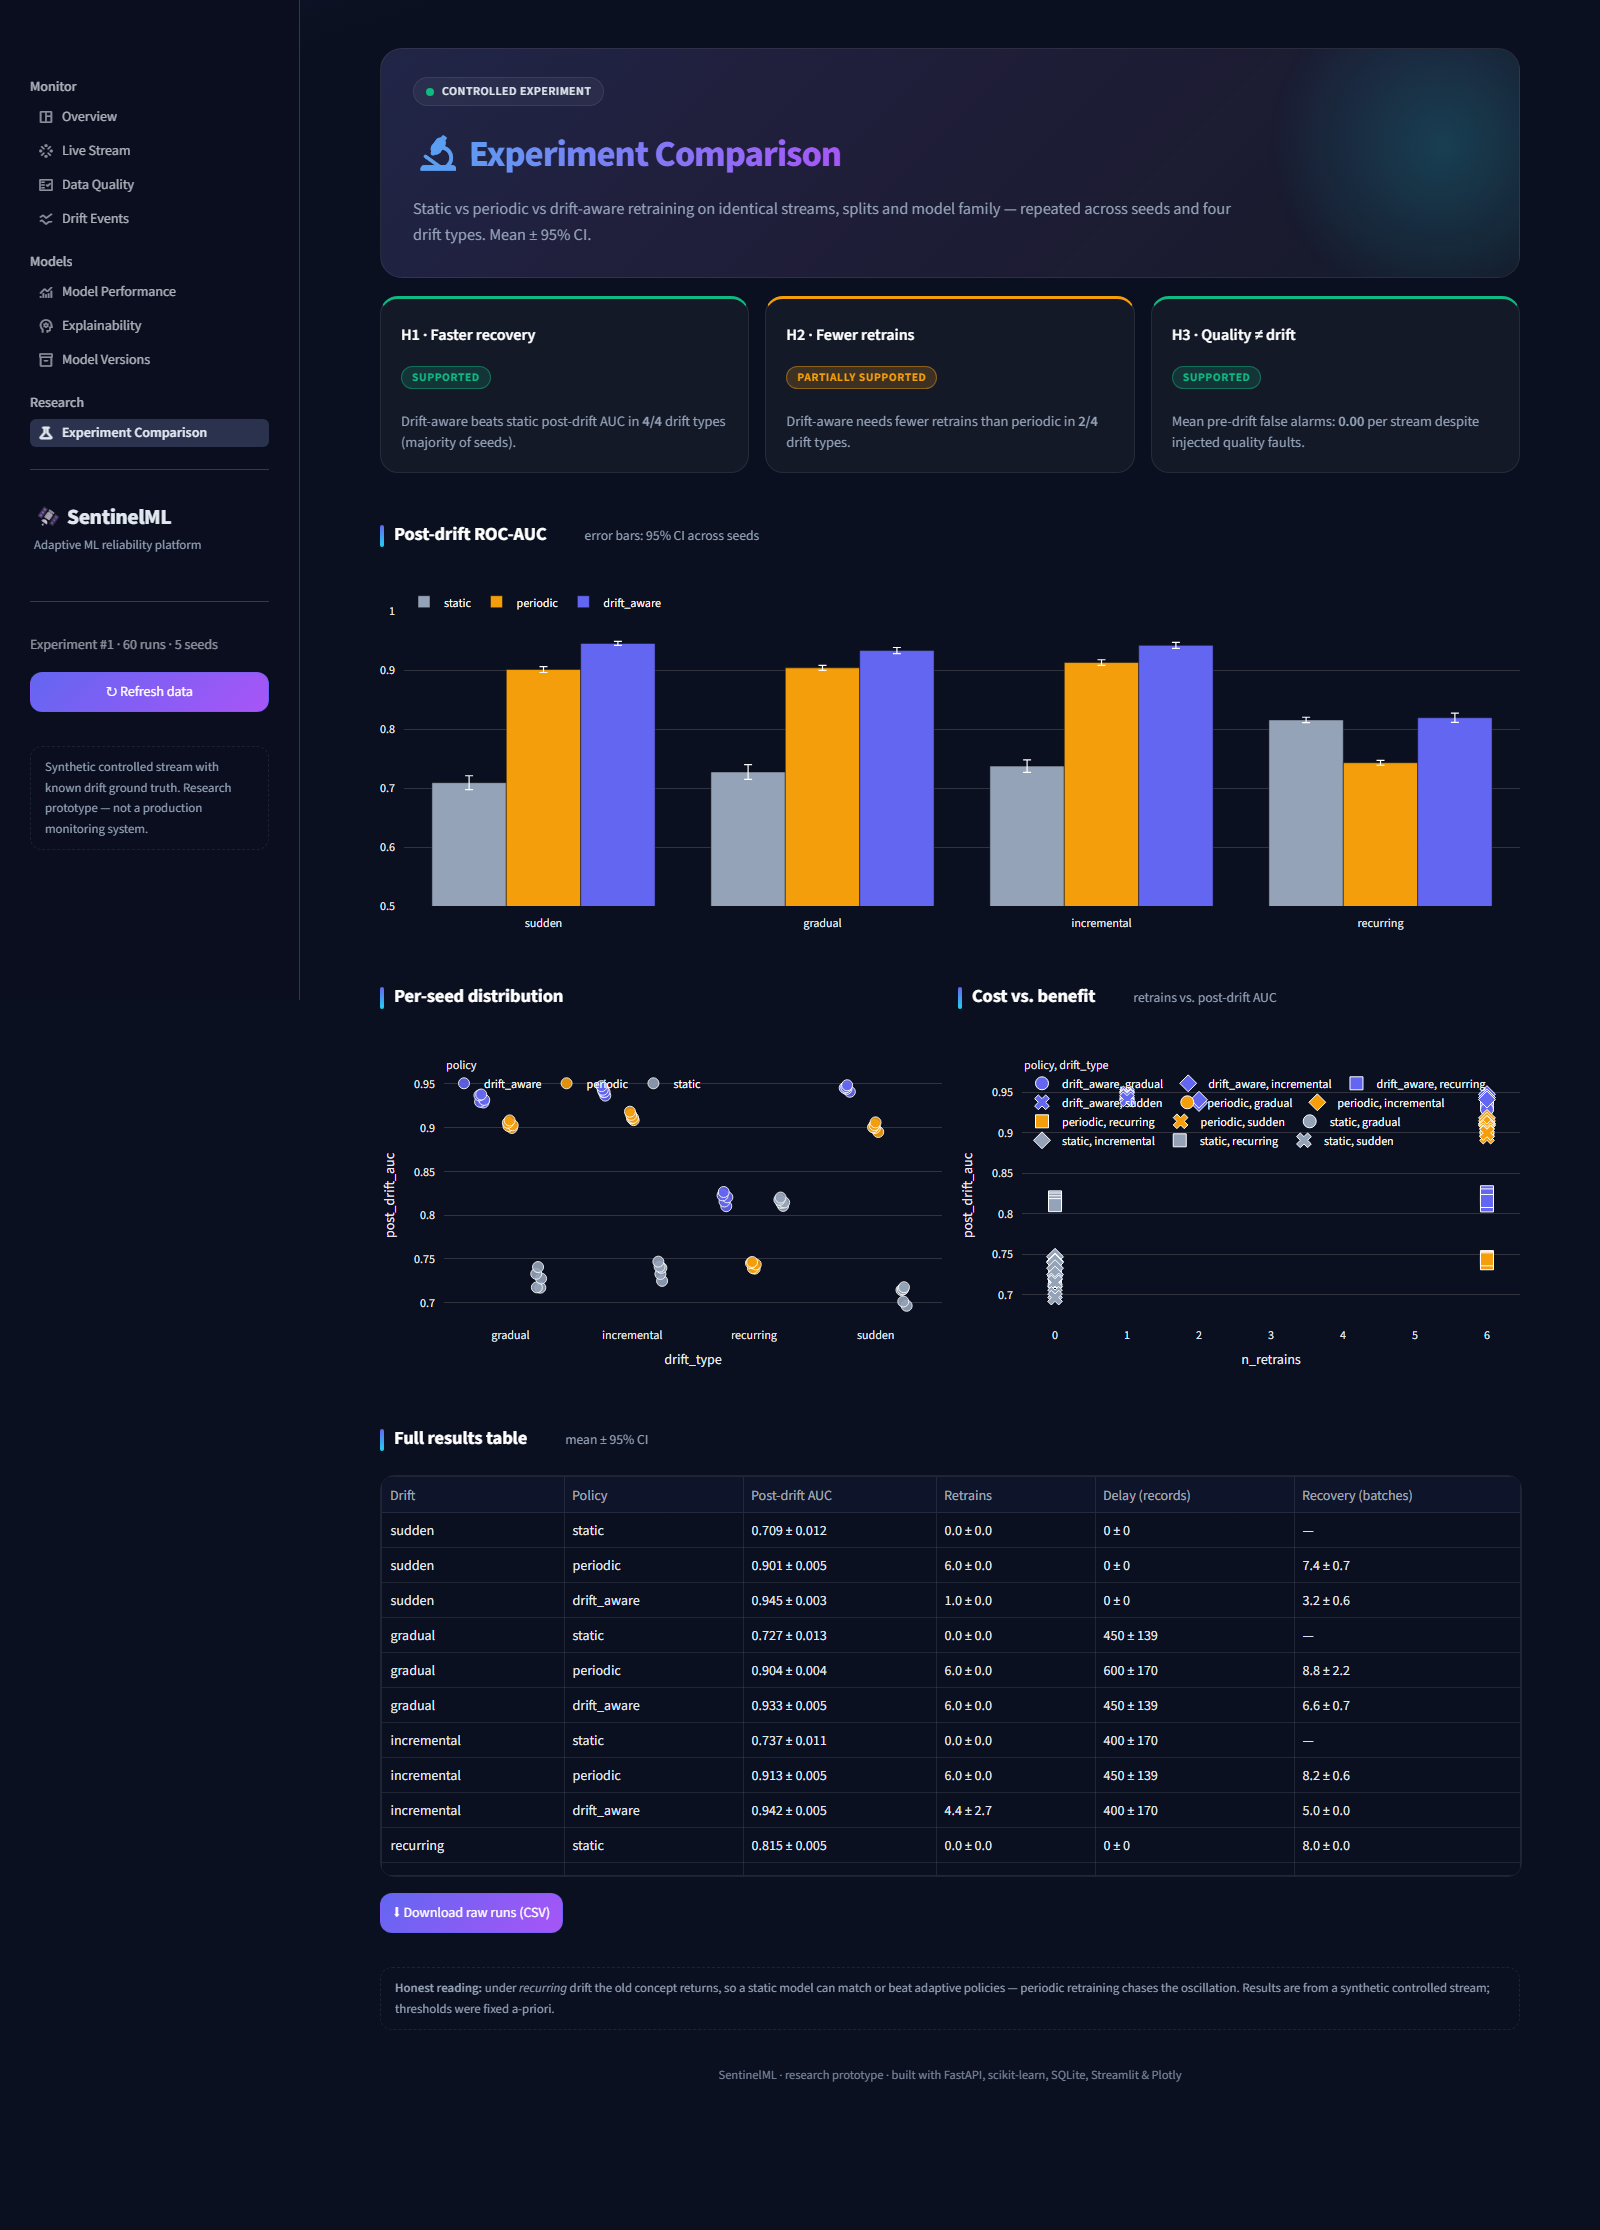 Monitor
Overview
Live Stream
Data Quality
Drift Events
Models
Model Performance
Explainability
Model Versions
Research
Experiment Comparison
SentinelML
Adaptive ML reliability platform
Experiment #1 · 60 runs · 5 seeds
↻ Refresh data
Synthetic controlled stream with
known drift ground truth. Research
prototype — not a production
monitoring system.
CONTROLLED EXPERIMENT
Experiment Comparison
Static vs periodic vs drift-aware retraining on identical streams, splits and model family — repeated across seeds and four
drift types. Mean ± 95% CI.
H1 · Faster recovery
SUPPORTED
Drift-aware beats static post-drift AUC in 4/4 drift types
(majority of seeds).
H2 · Fewer retrains
PARTIALLY SUPPORTED
Drift-aware needs fewer retrains than periodic in 2/4
drift types.
H3 · Quality ≠ drift
SUPPORTED
Mean pre-drift false alarms: 0.00 per stream despite
injected quality faults.
Post-drift ROC-AUC error bars: 95% CI across seeds
static periodic drift_aware
1
0.9
0.8
0.7
0.6
0.5
sudden gradual incremental recurring
Per-seed distribution
policy
drift_aware periodic static
0.95
0.9
0.85
0.8
0.75
0.7
post_drift_auc
gradual incremental recurring sudden
drift_type
Cost vs. benefit retrains vs. post-drift AUC
policy, drift_type
drift_aware, gradual drift_aware, incremental drift_aware, recurring
drift_aware, sudden periodic, gradual periodic, incremental
periodic, recurring periodic, sudden static, gradual
static, incremental static, recurring static, sudden
0.95
0.9
0.85
0.8
0.75
0.7
post_drift_auc
0 1 2 3 4 5 6
n_retrains
Full results table mean ± 95% CI
Drift Policy Post-drift AUC Retrains Delay (records) Recovery (batches)
sudden static 0.709 ± 0.012 0.0 ± 0.0 0 ± 0 —
sudden periodic 0.901 ± 0.005 6.0 ± 0.0 0 ± 0 7.4 ± 0.7
sudden drift_aware 0.945 ± 0.003 1.0 ± 0.0 0 ± 0 3.2 ± 0.6
gradual static 0.727 ± 0.013 0.0 ± 0.0 450 ± 139 —
gradual periodic 0.904 ± 0.004 6.0 ± 0.0 600 ± 170 8.8 ± 2.2
gradual drift_aware 0.933 ± 0.005 6.0 ± 0.0 450 ± 139 6.6 ± 0.7
incremental static 0.737 ± 0.011 0.0 ± 0.0 400 ± 170 —
incremental periodic 0.913 ± 0.005 6.0 ± 0.0 450 ± 139 8.2 ± 0.6
incremental drift_aware 0.942 ± 0.005 4.4 ± 2.7 400 ± 170 5.0 ± 0.0
recurring static 0.815 ± 0.005 0.0 ± 0.0 0 ± 0 8.0 ± 0.0
⬇ Download raw runs (CSV)
Honest reading: under recurring drift the old concept returns, so a static model can match or beat adaptive policies — periodic retraining chases the oscillation. Results are from a synthetic controlled stream;
thresholds were fixed a-priori.
SentinelML · research prototype · built with FastAPI, scikit-learn, SQLite, Streamlit & Plotly